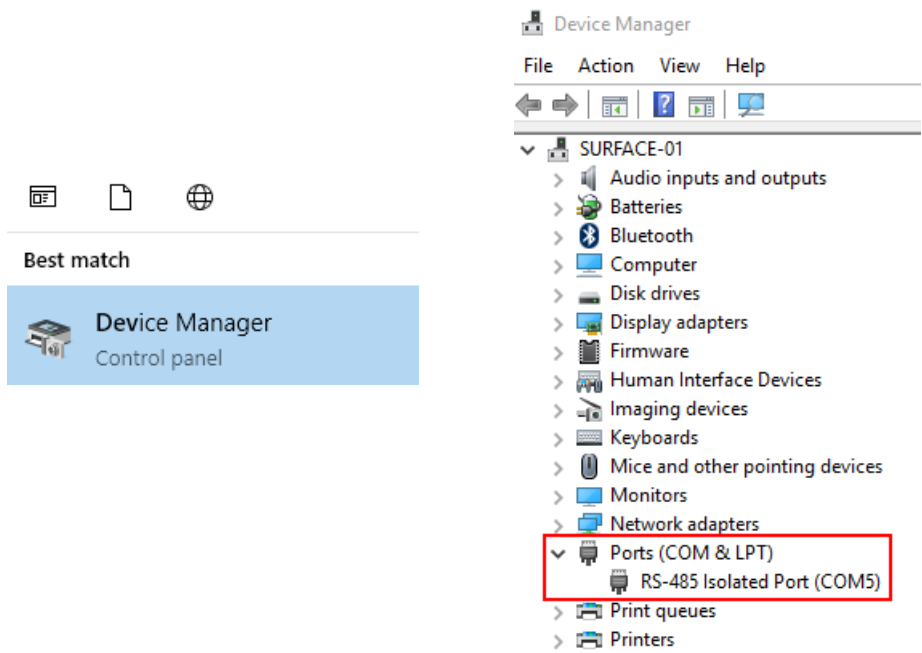 Best match
Device Manager
Control panel
Device Manager
File Action View Help
SURFACE-01
Audio inputs and outputs
Batteries
Bluetooth
Computer
Disk drives
Display adapters
Firmware
Human Interface Devices
Imaging devices
Keyboards
Mice and other pointing devices
Monitors
Network adapters
Ports (COM & LPT)
RS-485 Isolated Port (COM5)
Print queues
Printers